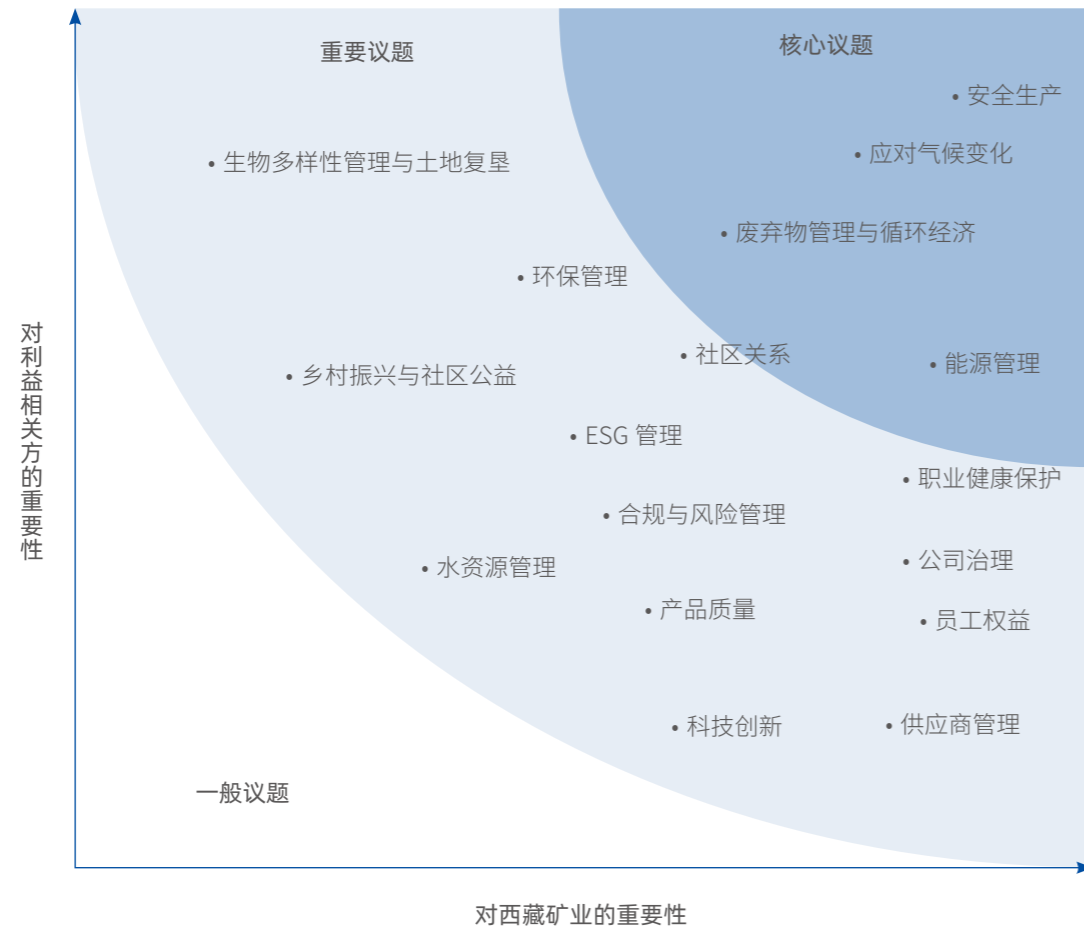 重要议题
核心议题
• 安全生产
• 应对气候变化
• 生物多样性管理与土地复垦
• 废弃物管理与循环经济
• 环保管理
• 社区关系
• 能源管理
• 乡村振兴与社区公益
• ESG 管理
• 职业健康保护
• 合规与风险管理
• 公司治理
• 水资源管理
• 产品质量
• 员工权益
• 科技创新
• 供应商管理
一般议题
对利益相关方的重要性
对西藏矿业的重要性